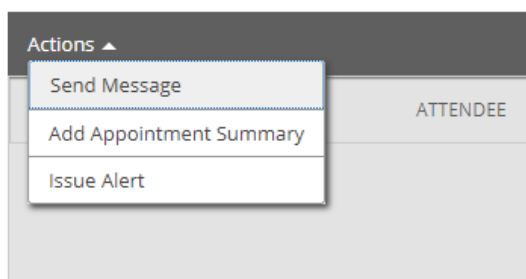 Actions ▲
Send Message
ATTENDEE
Add Appointment Summary
Issue Alert